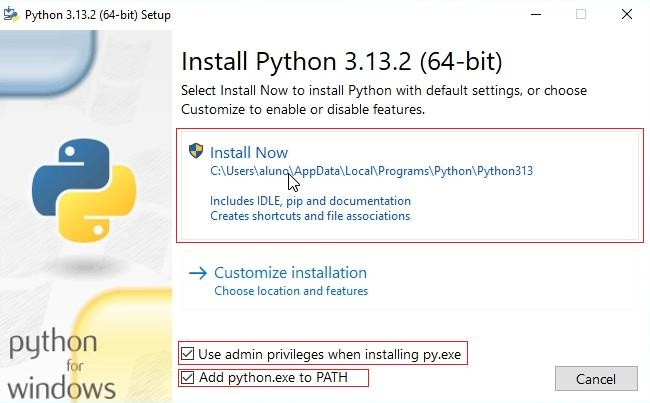 Python 3.13.2 (64-bit) Setup
Install Python 3.13.2 (64-bit)
Select Install Now to install Python with default settings, or choose
Customize to enable or disable features.
Install Now
C:\Users\aluno\AppData\Local\Programs\Python\Python313
Includes IDLE, pip and documentation
Creates shortcuts and file associations
Customize installation
Choose location and features
Use admin privileges when installing py.exe
Add python.exe to PATH
Cancel
python
for
windows